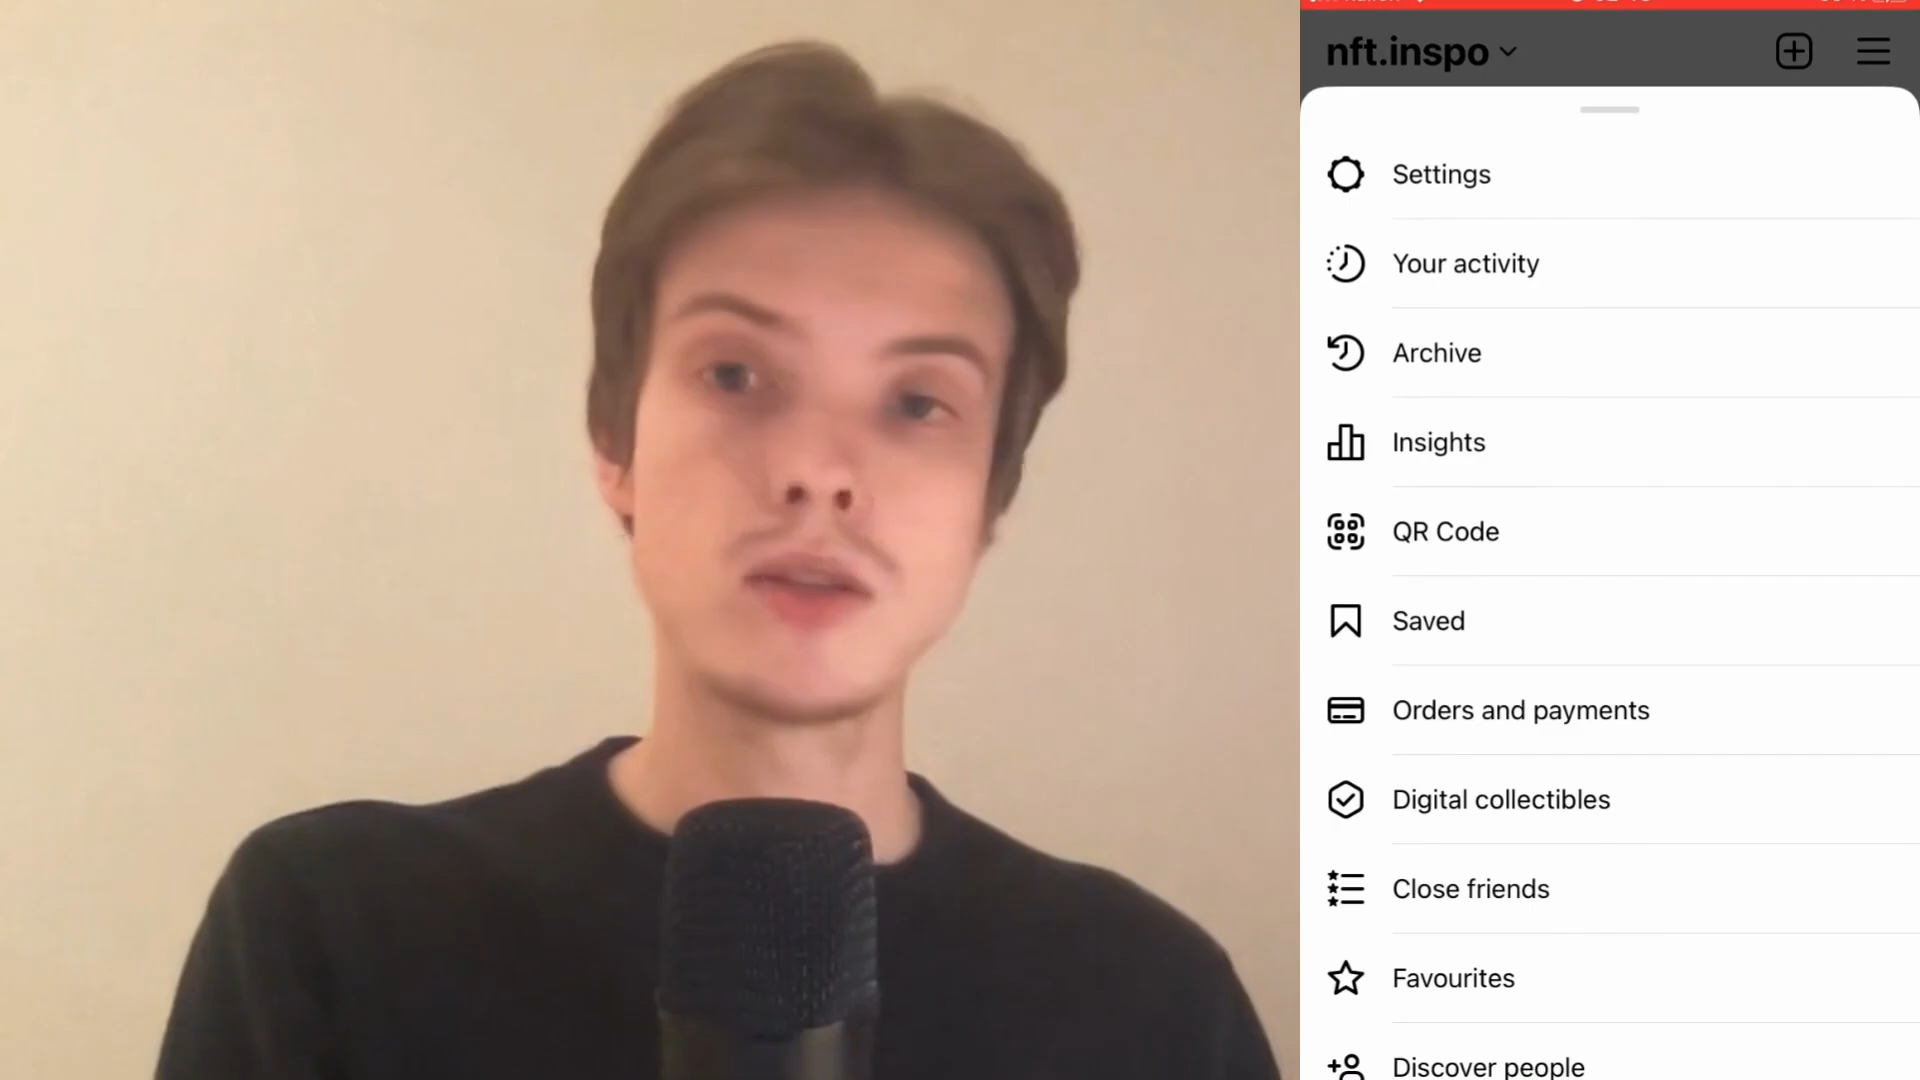 nft.inspo
Settings
Your activity
Archive
Insights
QR Code
Saved
Orders and payments
Digital collectibles
Close friends
Favourites
Discover people